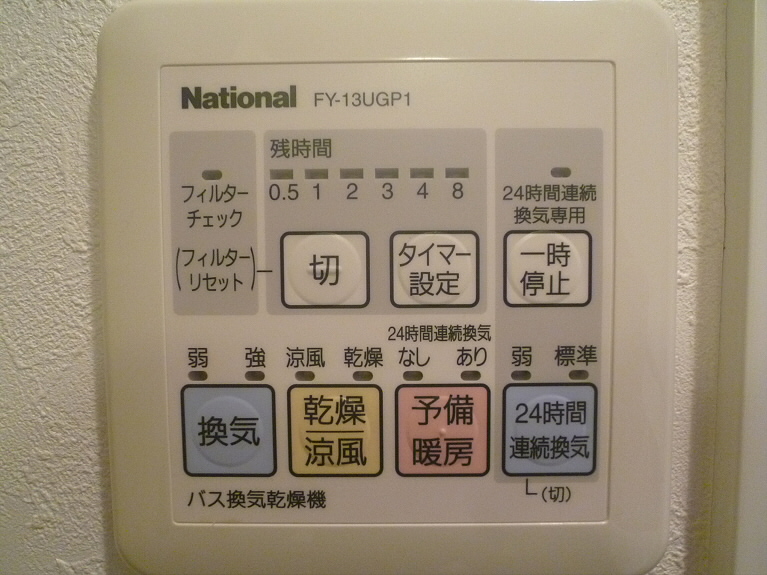 National FY-13UGP1
残時間
0.5 1 2 3 4 8
フィルター
チェック
(フィルター
リセット)
切
タイマー
設定
24時間連続
換気専用
一時
停止
弱 強
涼風 乾燥
24時間連続換気
なし あり
弱 標準
換気
乾燥
涼風
予備
暖房
24時間
連続換気
(切)
バス換気乾燥機